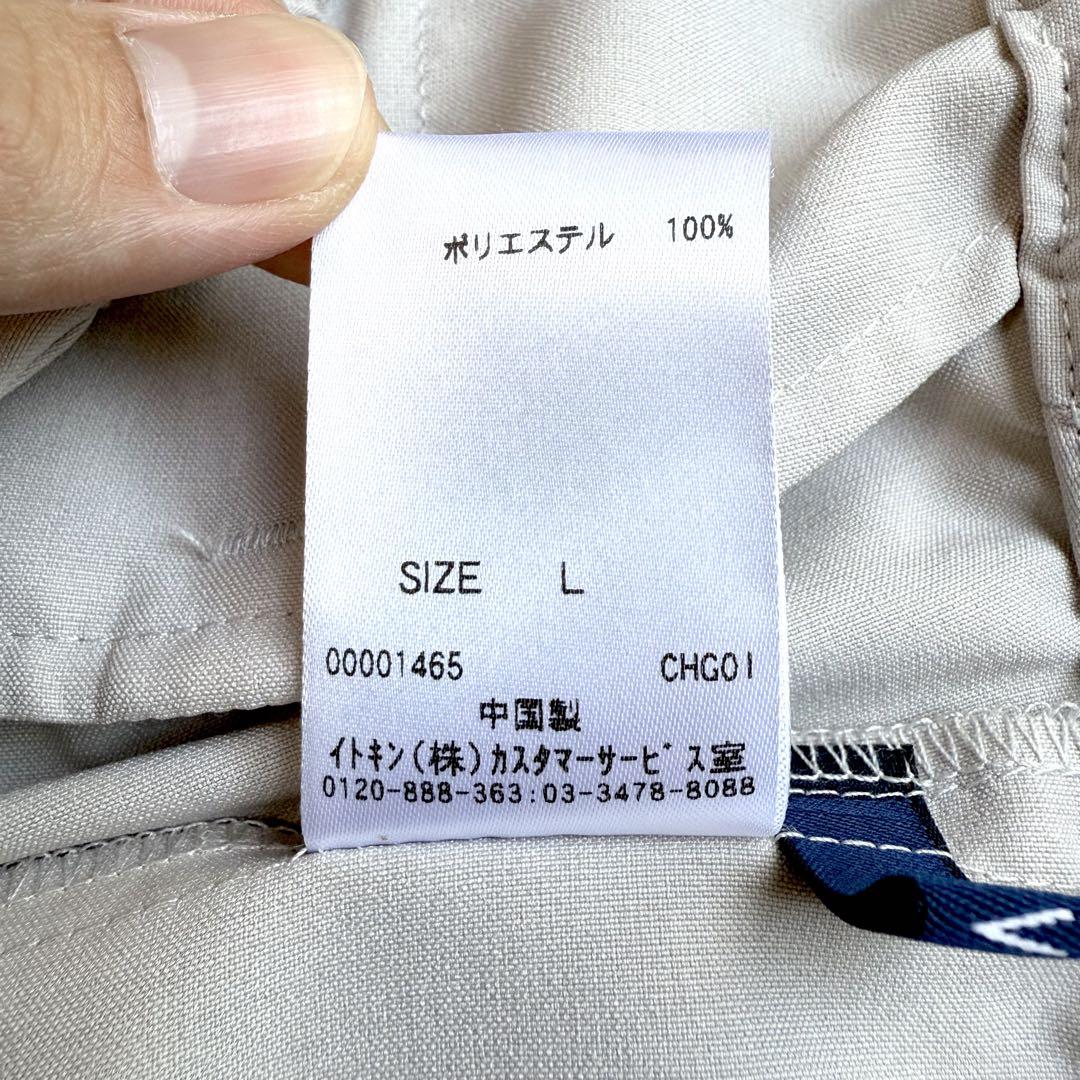 ポリエステル 100%
SIZE L
00001465 CHG01
中国製
イトキン(株)カスタマーサービス室
0120-888-363:03-3478-8088